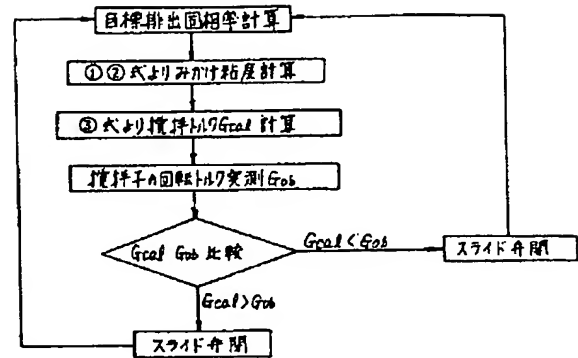 目標排出固相率計算
①②式よりみかけ粘度計算
③式より攪拌トルクGcal計算
攪拌子の回転トルク実測Gob
Gcal Gob 比較
Gcal<Gob
スライド弁開
Gcal>Gob
スライド弁閉